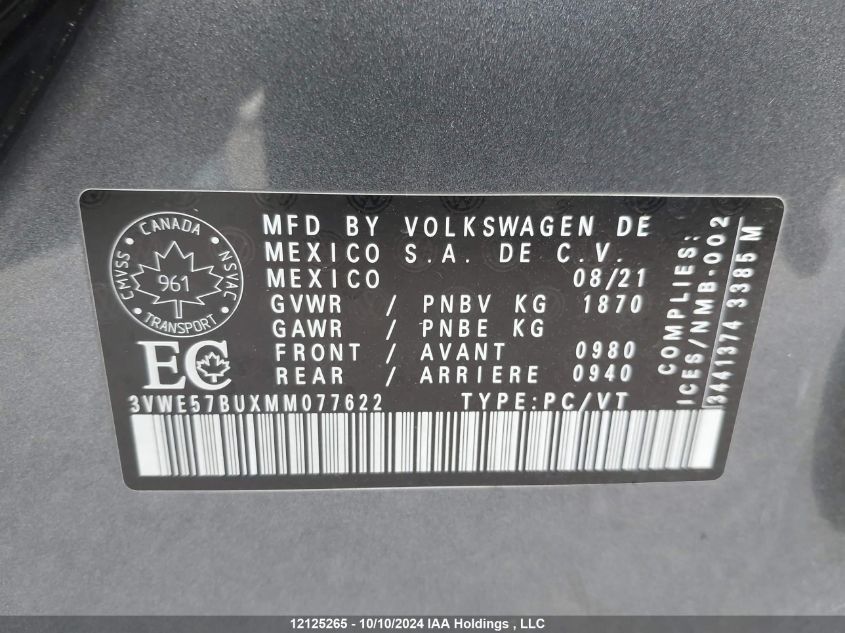 CANADA
CMVSS
NSVAC
961
TRANSPORT
EC
MFD BY VOLKSWAGEN DE
MEXICO S.A. DE C.V.
MEXICO 08/21
GVWR / PNBV KG 1870
GAWR / PNBE KG
FRONT / AVANT 0980
REAR / ARRIERE 0940
3VWE57BUXMM077622 TYPE:PC/VT
COMPLIES:
ICES/NMB-002
3441374 3385 M
12125265 - 10/10/2024 IAA Holdings , LLC